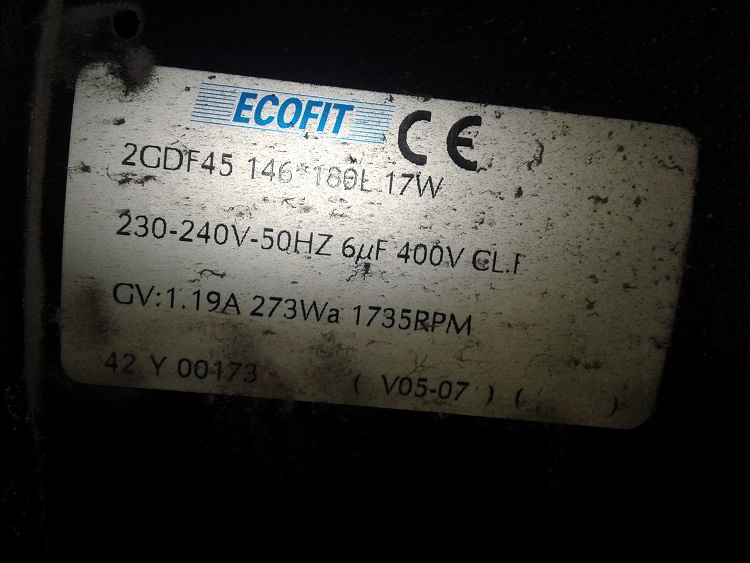 ECOFIT CE
2GDF45 146*180L 17W
230-240V-50HZ 6µF 400V CL.F
GV:1.19A 273Wa 1735RPM
42 Y 00173 ( V05-07 ) ( )